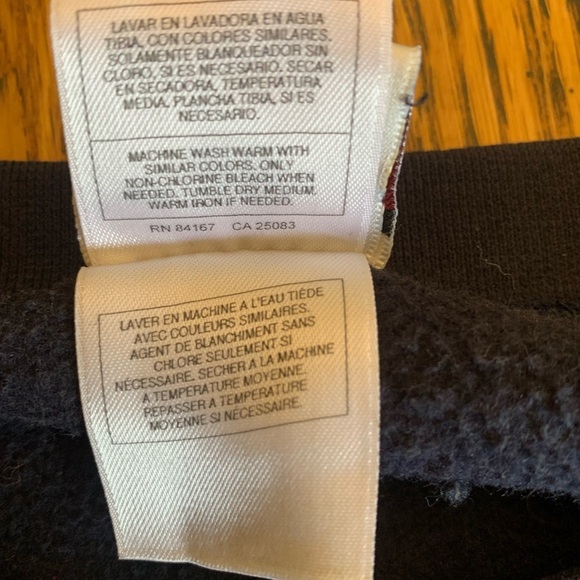 LAVAR EN LAVADORA EN AGUA
TIBIA, CON COLORES SIMILARES.
SOLAMENTE BLANQUEADOR SIN
CLORO, SI ES NECESARIO. SECAR
EN SECADORA, TEMPERATURA
MEDIA. PLANCHA TIBIA, SI ES
NECESARIO.
MACHINE WASH WARM WITH
SIMILAR COLORS. ONLY
NON-CHLORINE BLEACH WHEN
NEEDED. TUMBLE DRY MEDIUM.
WARM IRON IF NEEDED.
RN 84167 CA 25083
LAVER EN MACHINE A L'EAU TIÈDE
AVEC COULEURS SIMILAIRES.
AGENT DE BLANCHIMENT SANS
CHLORE SEULEMENT SI
NÉCESSAIRE. SECHER A LA MACHINE
A TEMPERATURE MOYENNE.
REPASSER A TEMPERATURE
MOYENNE SI NÉCESSAIRE.